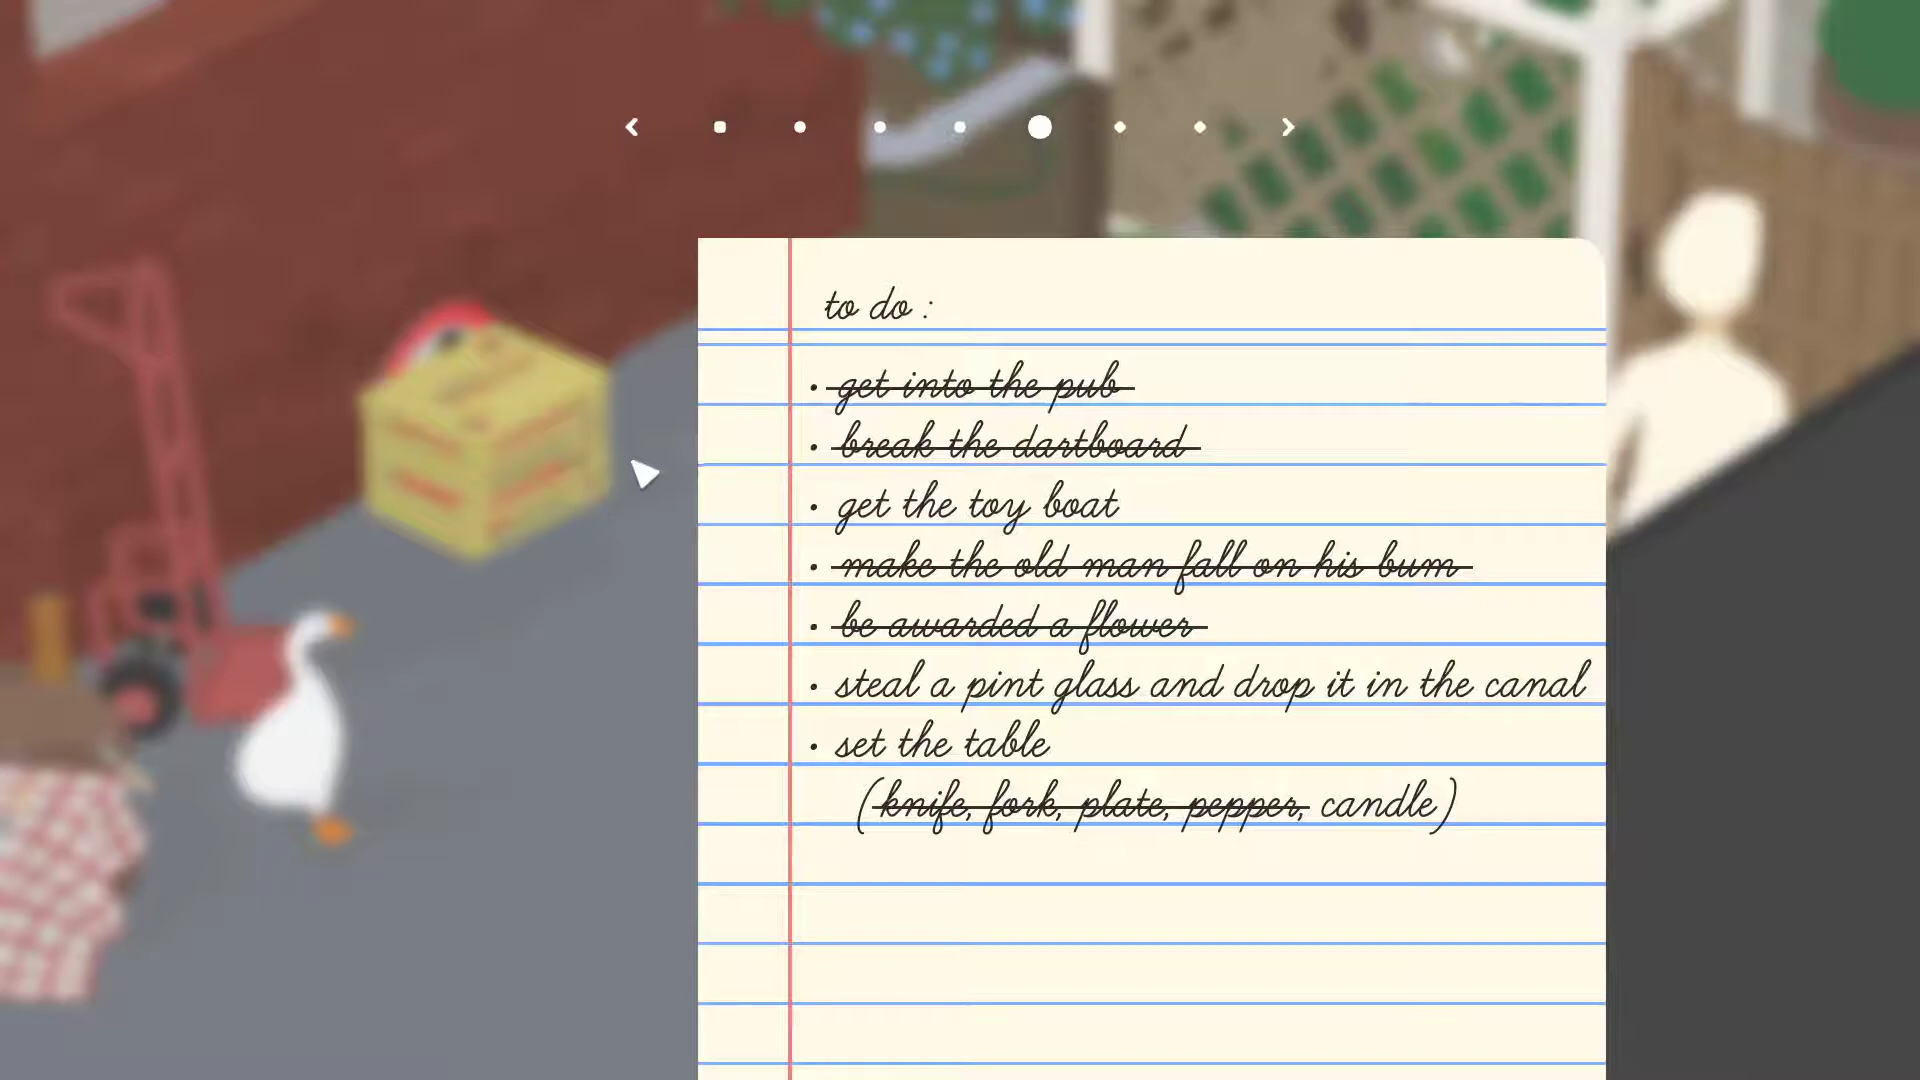 to do :
• get into the pub
• break the dartboard
• get the toy boat
• make the old man fall on his bum
• be awarded a flower
• steal a pint glass and drop it in the canal
• set the table
(knife, fork, plate, pepper, candle)